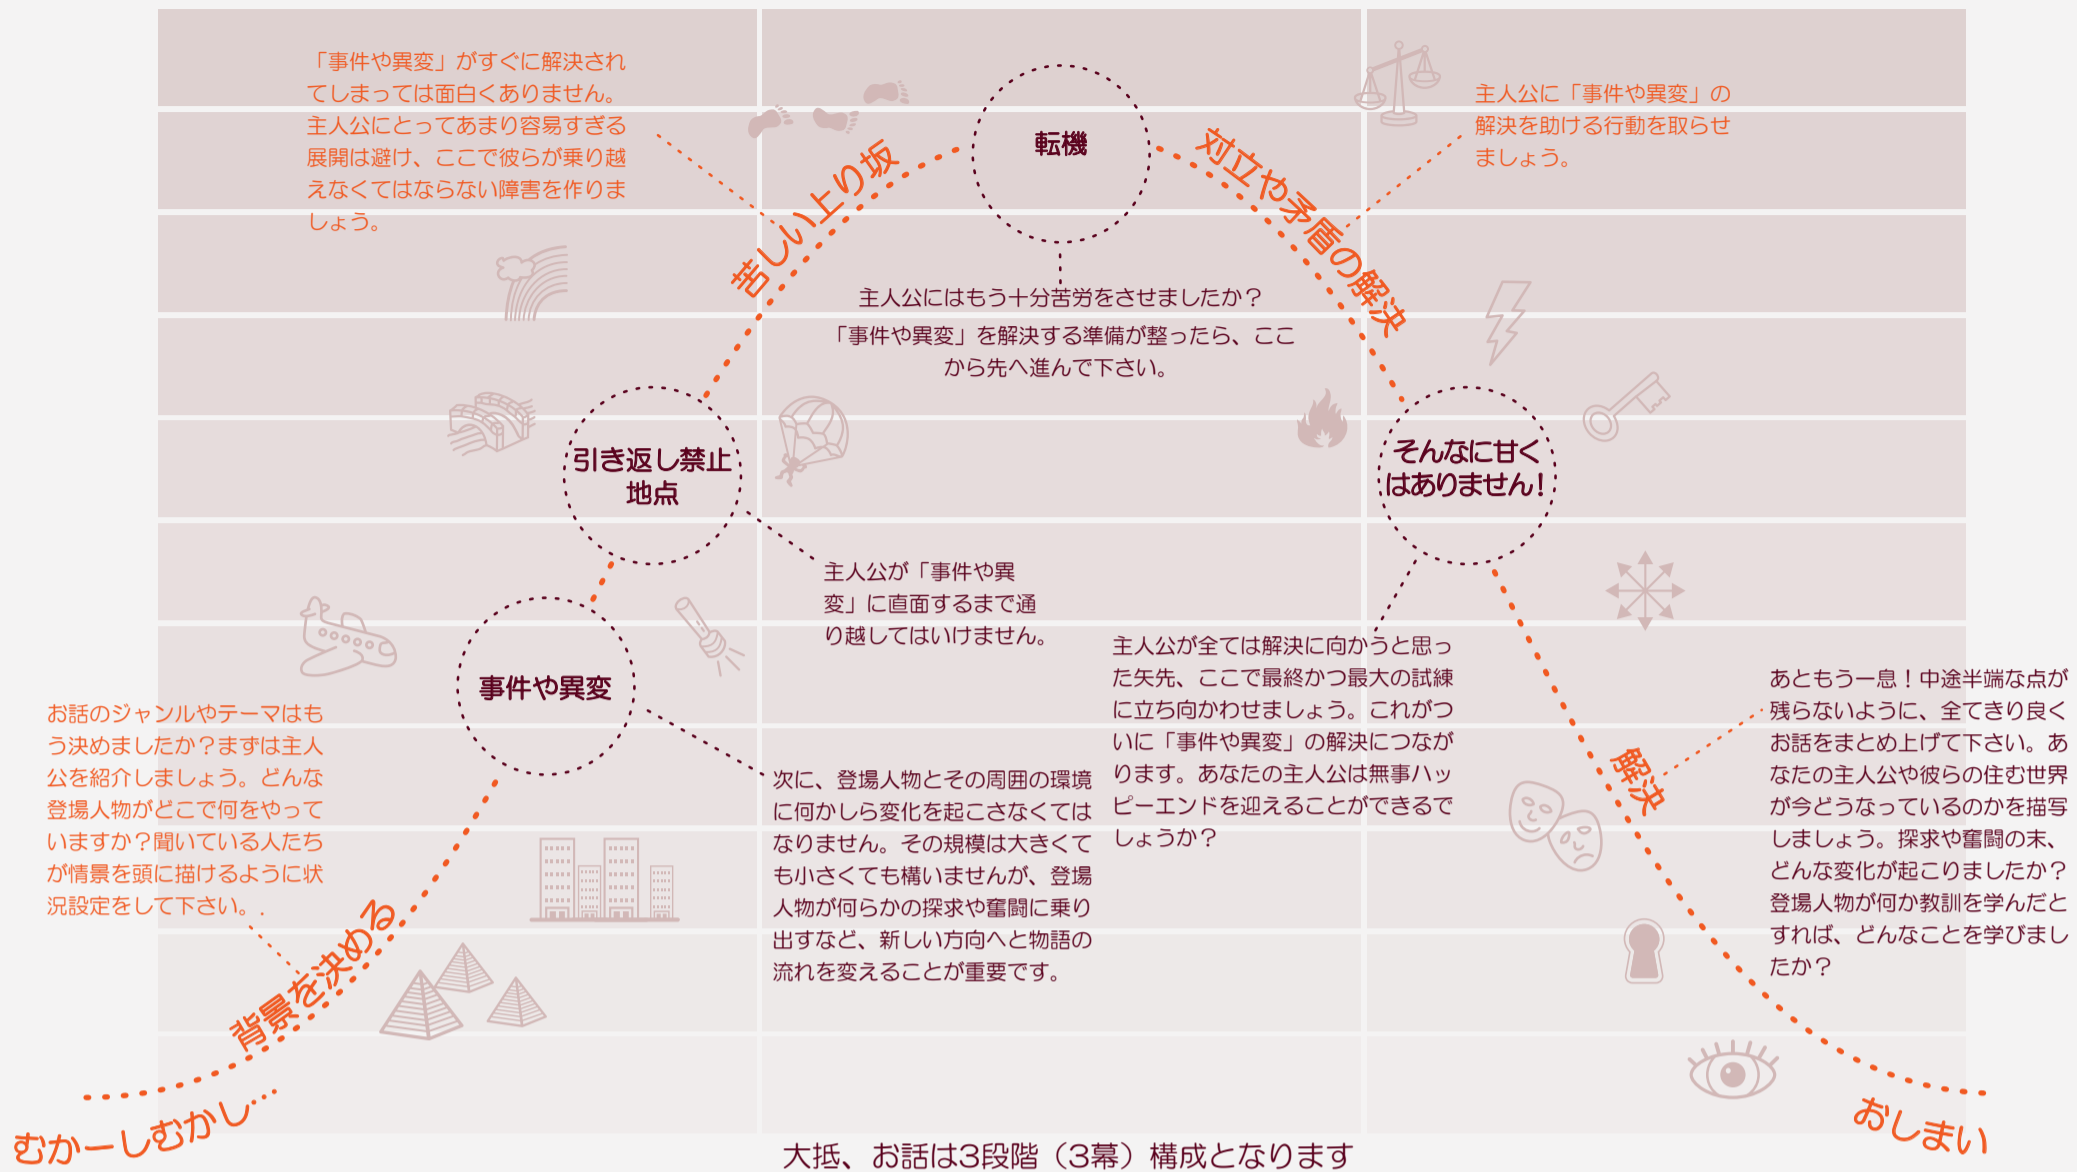 「事件や異変」がすぐに解決され
てしまっては面白くありません。
主人公にとってあまり容易すぎる
展開は避け、ここで彼らが乗り越
えなくてはならない障害を作りま
しょう。
苦しい上り坂
転機
対立や矛盾の解決
主人公に「事件や異変」の
解決を助ける行動を取らせ
ましょう。
主人公にはもう十分苦労をさせましたか？
「事件や異変」を解決する準備が整ったら、ここ
から先へ進んで下さい。
引き返し禁止
地点
そんなに甘く
はありません！
主人公が「事件や異
変」に直面するまで通
り越してはいけません。
事件や異変
主人公が全ては解決に向かうと思っ
た矢先、ここで最終かつ最大の試練
に立ち向かわせましょう。これがつ
いに「事件や異変」の解決につなが
ります。あなたの主人公は無事ハッ
ピーエンドを迎えることができるで
しょうか？
お話のジャンルやテーマはも
う決めましたか？まずは主人
公を紹介しましょう。どんな
登場人物がどこで何をやって
いますか？聞いている人たち
が情景を頭に描けるように状
況設定をして下さい。.
次に、登場人物とその周囲の環境
に何かしら変化を起こさなくては
なりません。その規模は大きくて
も小さくても構いませんが、登場
人物が何らかの探求や奮闘に乗り
出すなど、新しい方向へと物語の
流れを変えることが重要です。
解決
あともう一息！中途半端な点が
残らないように、全てきり良く
お話をまとめ上げて下さい。あ
なたの主人公や彼らの住む世界
が今どうなっているのかを描写
しましょう。探求や奮闘の末、
どんな変化が起こりましたか？
登場人物が何か教訓を学んだと
すれば、どんなことを学びまし
たか？
背景を決める
むかーしむかし…
おしまい
大抵、お話は3段階（3幕）構成となります